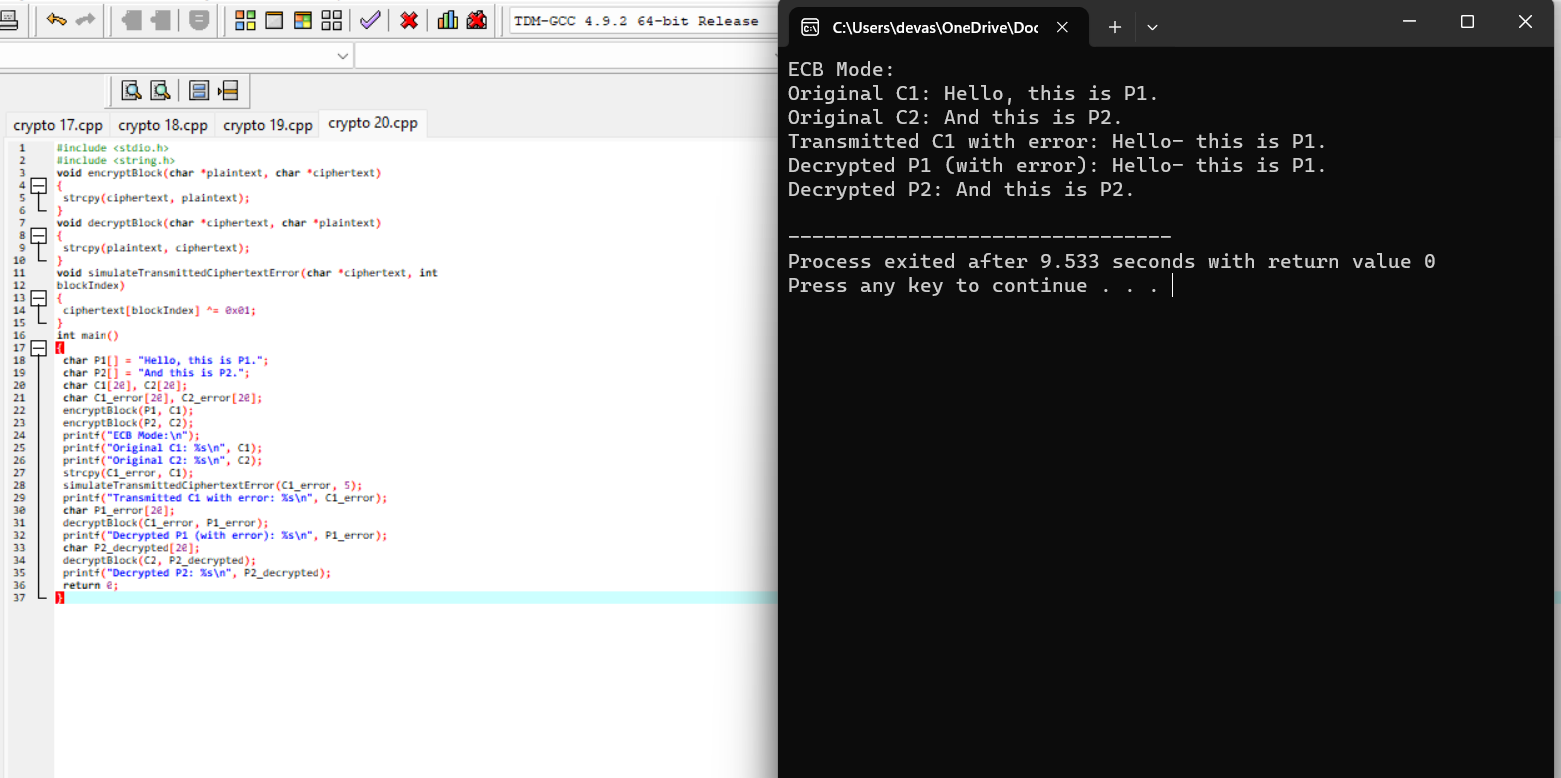 TDM-GCC 4.9.2 64-bit Release
crypto 17.cpp crypto 18.cpp crypto 19.cpp crypto 20.cpp
1 #include <stdio.h>
2 #include <string.h>
3 void encryptBlock(char *plaintext, char *ciphertext)
4 {
5 strcpy(ciphertext, plaintext);
6 }
7 void decryptBlock(char *ciphertext, char *plaintext)
8 {
9 strcpy(plaintext, ciphertext);
10 }
11 void simulateTransmittedCiphertextError(char *ciphertext, int
12 blockIndex)
13 {
14 ciphertext[blockIndex] ^= 0x01;
15 }
16 int main()
17 {
18 char P1[] = "Hello, this is P1.";
19 char P2[] = "And this is P2.";
20 char C1[20], C2[20];
21 char C1_error[20], C2_error[20];
22 encryptBlock(P1, C1);
23 encryptBlock(P2, C2);
24 printf("ECB Mode:\n");
25 printf("Original C1: %s\n", C1);
26 printf("Original C2: %s\n", C2);
27 strcpy(C1_error, C1);
28 simulateTransmittedCiphertextError(C1_error, 5);
29 printf("Transmitted C1 with error: %s\n", C1_error);
30 char P1_error[20];
31 decryptBlock(C1_error, P1_error);
32 printf("Decrypted P1 (with error): %s\n", P1_error);
33 char P2_decrypted[20];
34 decryptBlock(C2, P2_decrypted);
35 printf("Decrypted P2: %s\n", P2_decrypted);
36 return 0;
37 }
C:\Users\devas\OneDrive\Doc
ECB Mode:
Original C1: Hello, this is P1.
Original C2: And this is P2.
Transmitted C1 with error: Hello- this is P1.
Decrypted P1 (with error): Hello- this is P1.
Decrypted P2: And this is P2.
--------------------------------
Process exited after 9.533 seconds with return value 0
Press any key to continue . . .